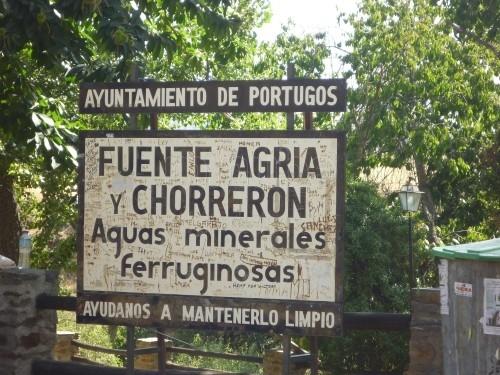 AYUNTAMIENTO DE PORTUGOS
FUENTE AGRIA
Y CHORRERON
Aguas minerales
ferruginosas
AYUDANOS A MANTENERLO LIMPIO